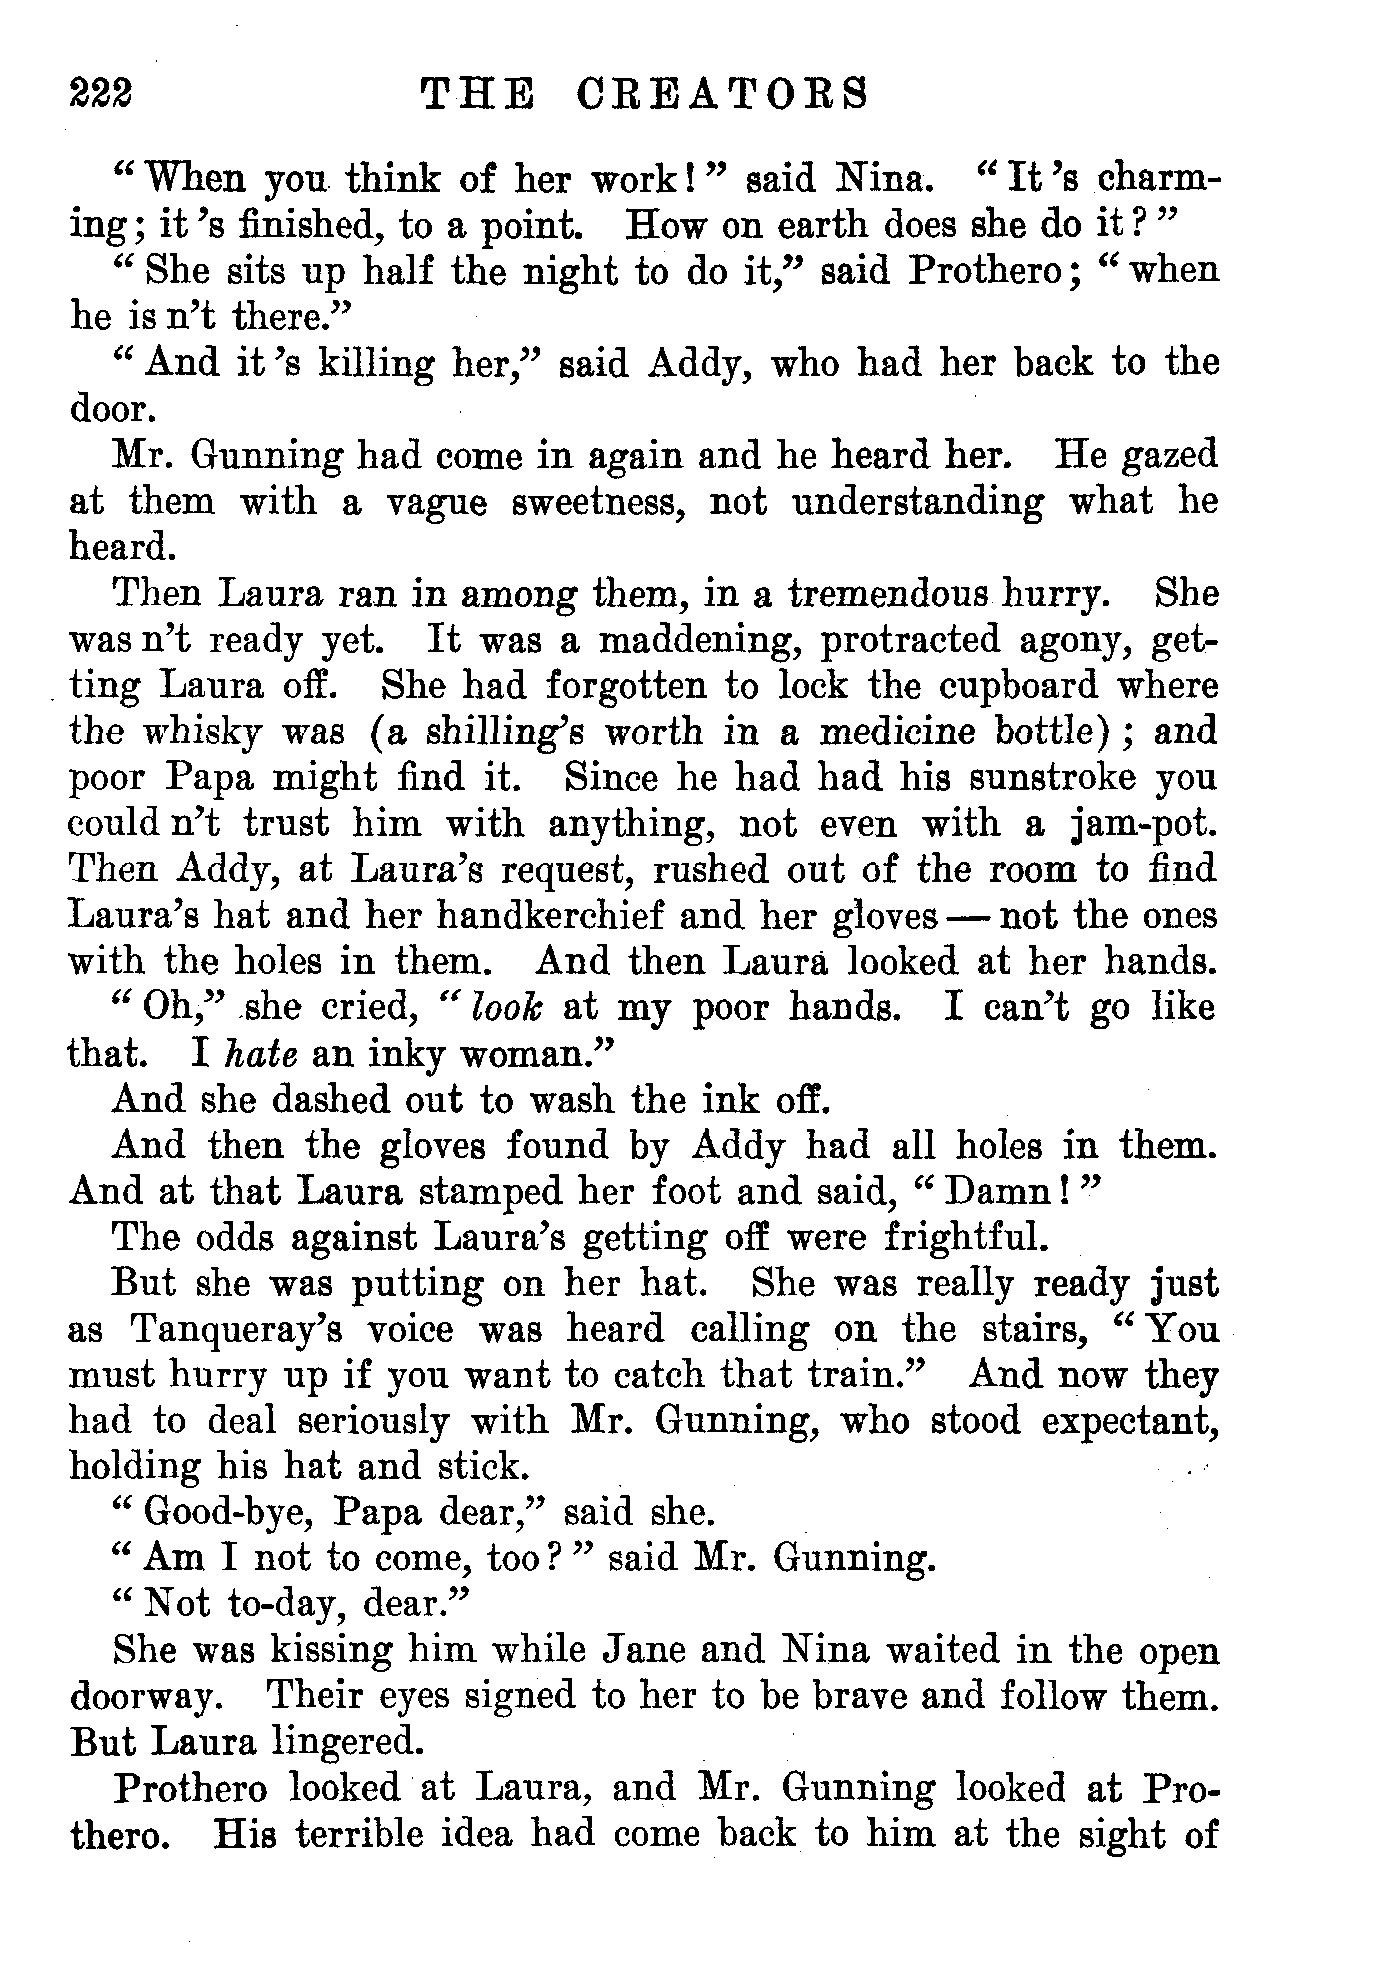 222 THE CREATORS
“When you think of her work!” said Nina. “It’s charm-
ing; it’s finished, to a point. How on earth does she do it?”
“She sits up half the night to do it,” said Prothero; “when
he isn’t there.”
“And it’s killing her,” said Addy, who had her back to the
door.
Mr. Gunning had come in again and he heard her. He gazed
at them with a vague sweetness, not understanding what he
heard.
Then Laura ran in among them, in a tremendous hurry. She
wasn’t ready yet. It was a maddening, protracted agony, get-
ting Laura off. She had forgotten to lock the cupboard where
the whisky was (a shilling’s worth in a medicine bottle); and
poor Papa might find it. Since he had had his sunstroke you
couldn’t trust him with anything, not even with a jam-pot.
Then Addy, at Laura’s request, rushed out of the room to find
Laura’s hat and her handkerchief and her gloves — not the ones
with the holes in them. And then Laura looked at her hands.
“Oh,” she cried, “look at my poor hands. I can’t go like
that. I hate an inky woman.”
And she dashed out to wash the ink off.
And then the gloves found by Addy had all holes in them.
And at that Laura stamped her foot and said, “Damn!”
The odds against Laura’s getting off were frightful.
But she was putting on her hat. She was really ready just
as Tanqueray’s voice was heard calling on the stairs, “You
must hurry up if you want to catch that train.” And now they
had to deal seriously with Mr. Gunning, who stood expectant,
holding his hat and stick.
“Good-bye, Papa dear,” said she.
“Am I not to come, too?” said Mr. Gunning.
“Not to-day, dear.”
She was kissing him while Jane and Nina waited in the open
doorway. Their eyes signed to her to be brave and follow them.
But Laura lingered.
Prothero looked at Laura, and Mr. Gunning looked at Pro-
thero. His terrible idea had come back to him at the sight of